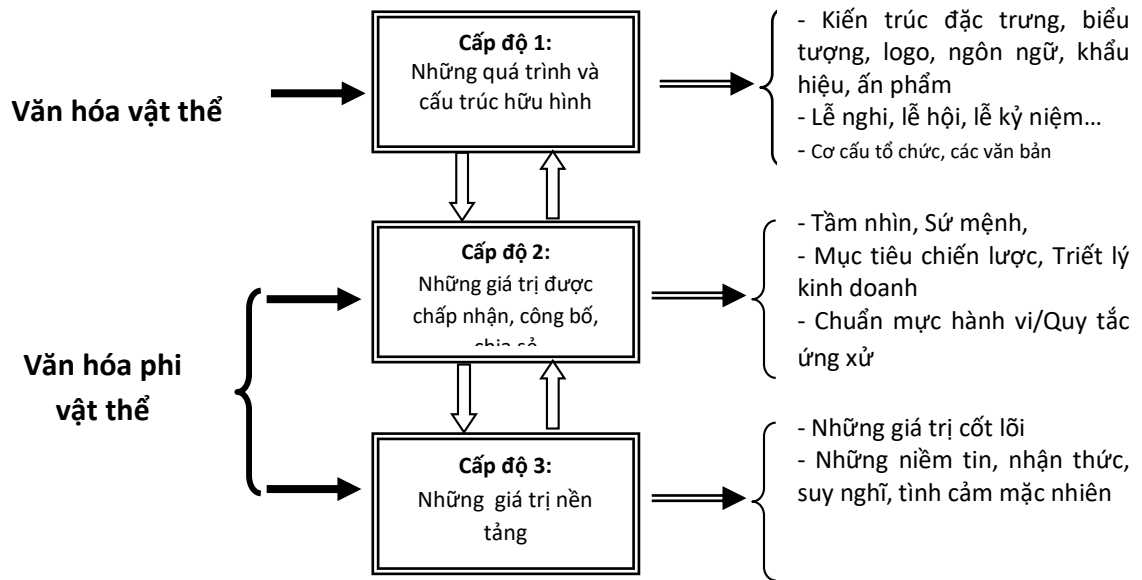 Văn hóa vật thể
Cấp độ 1:
Những quá trình và
cấu trúc hữu hình
- Kiến trúc đặc trưng, biểu
tượng, logo, ngôn ngữ, khẩu
hiệu, ấn phẩm
- Lễ nghi, lễ hội, lễ kỷ niệm...
- Cơ cấu tổ chức, các văn bản
Văn hóa phi
vật thể
Cấp độ 2:
Những giá trị được
chấp nhận, công bố,
chia sẻ
- Tầm nhìn, Sứ mệnh,
- Mục tiêu chiến lược, Triết lý
kinh doanh
- Chuẩn mực hành vi/Quy tắc
ứng xử
Cấp độ 3:
Những giá trị nền
tảng
- Những giá trị cốt lõi
- Những niềm tin, nhận thức,
suy nghĩ, tình cảm mặc nhiên